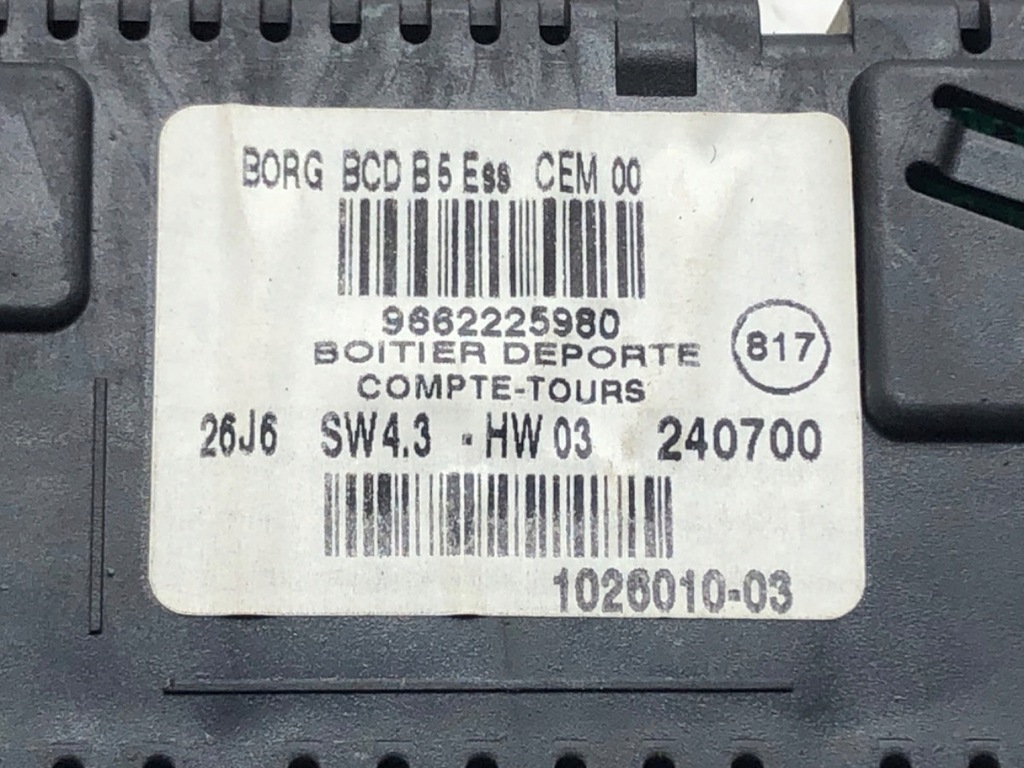 BORG BCD B5 Ess CEM 00
9662225980
BOITIER DEPORTE
COMPTE-TOURS
817
26J6 SW4.3 - HW 03 240700
1026010-03